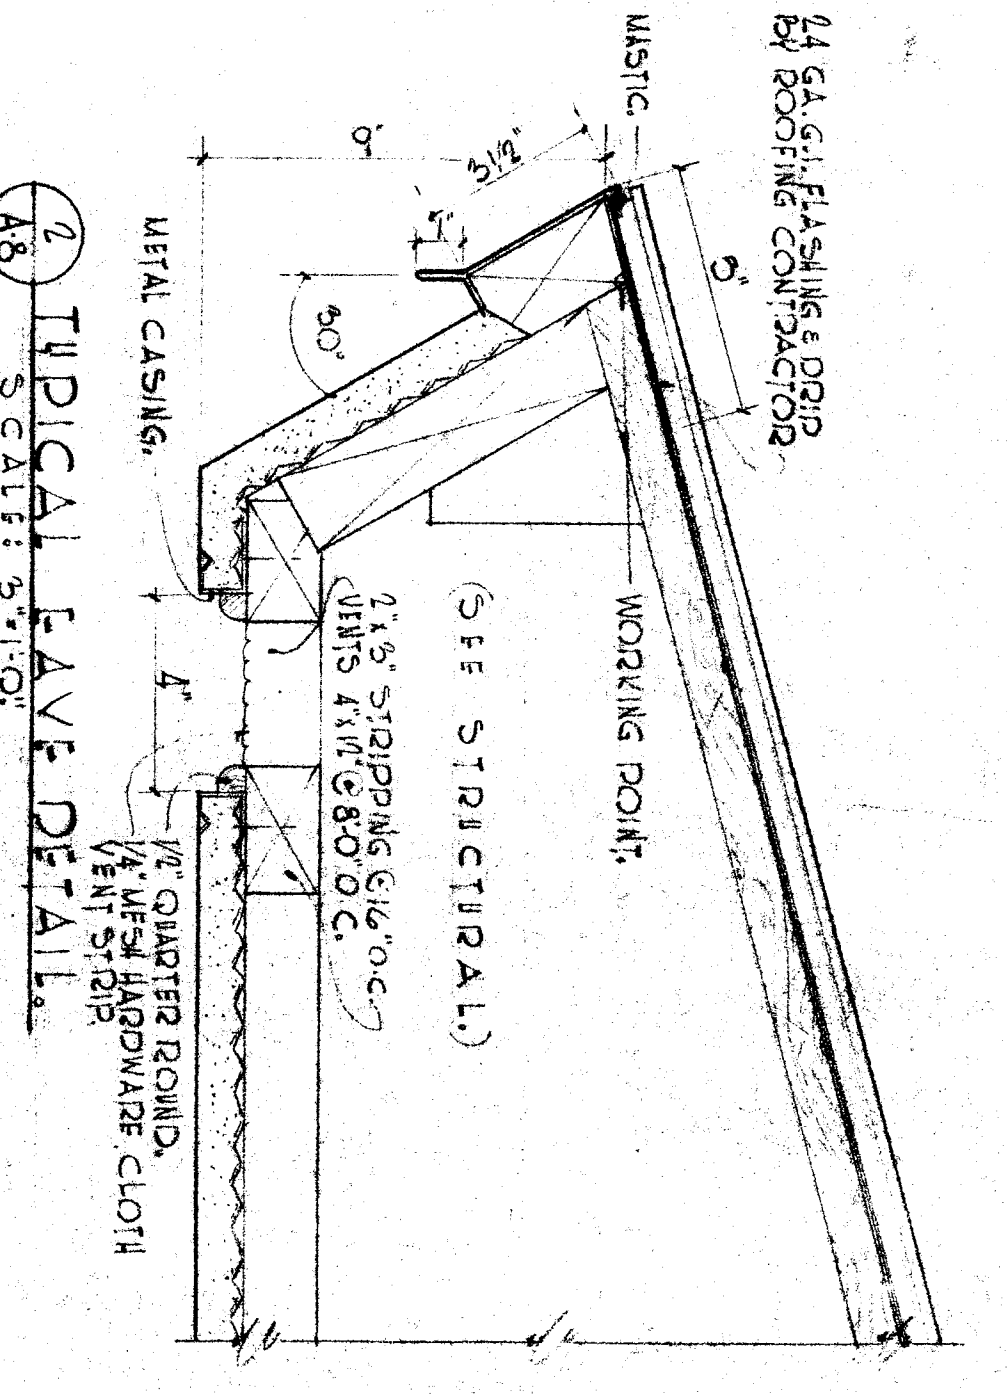 24 GA. G.I. FLASHING & DRIP
BY ROOFING CONTRACTOR
MASTIC.
3 1/2"
1"
30°
METAL CASING.
4"
WORKING POINT.
(SEE STRUCTURAL.)
2"x3" STRIPPING @ 16" O.C.
VENTS 4"x12" @ 8'-0" O.C.
1/2" QUARTER ROUND.
1/4" MESH HARDWARE CLOTH
VENT STRIP.
2
A-8
TYPICAL EAVE DETAIL.
SCALE: 3"=1'-0".